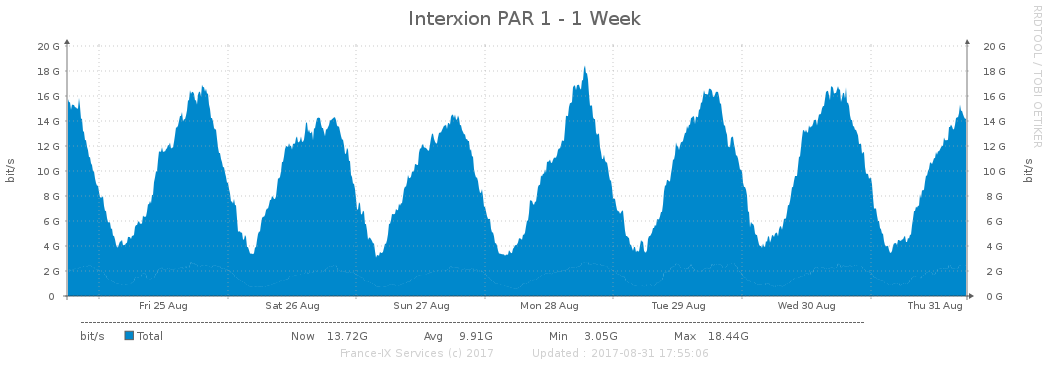 Interxion PAR 1 - 1 Week
RRDTOOL / TOBI OETIKER
bit/s
20 G
18 G
16 G
14 G
12 G
10 G
8 G
6 G
4 G
2 G
0
20 G
18 G
16 G
14 G
12 G
10 G
8 G
6 G
4 G
2 G
0 G
bit/s
Fri 25 Aug Sat 26 Aug Sun 27 Aug Mon 28 Aug Tue 29 Aug Wed 30 Aug Thu 31 Aug
bit/s Total Now 13.72G Avg 9.91G Min 3.05G Max 18.44G
France-IX Services (c) 2017 Updated : 2017-08-31 17:55:06